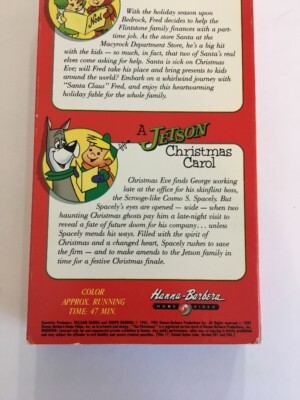 Noel
With the holiday season upon
Bedrock, Fred decides to help the
Flintstone family finances with a part-
time job. As the store Santa at the
Macyrock Department Store, he's a big hit
with the kids — so much, in fact, that two of Santa's real
elves come asking for help. Santa is sick on Christmas
Eve; will Fred take his place and bring presents to kids
around the world? Embark on a whirlwind journey with
"Santa Claus" Fred, and enjoy this heartwarming
holiday fable for the whole family.
A JETSON
Christmas
Carol
Christmas Eve finds George working
late at the office for his skinflint boss,
the Scrooge-like Cosmo S. Spacely. But
Spacely's eyes are opened — wide — when two
haunting Christmas ghosts pay him a late-night visit to
reveal a fate of future doom for his company . . . unless
Spacely mends his ways. Filled with the spirit of
Christmas and a changed heart, Spacely rushes to save
the firm — and to make amends to the Jetson family in
time for a festive Christmas finale.
COLOR
APPROX. RUNNING
TIME: 47 MIN.
Hanna-Barbera
HOME VIDEO